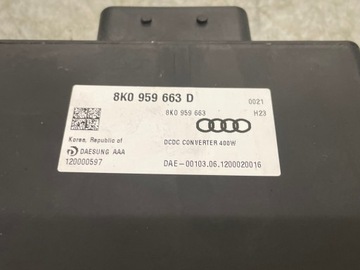 8K0 959 663 D
0021
8K0 959 663
H23
Korea, Republic of
DAESUNG AAA
DCDC CONVERTER 400W
120000597
DAE-00103.06.1200020016